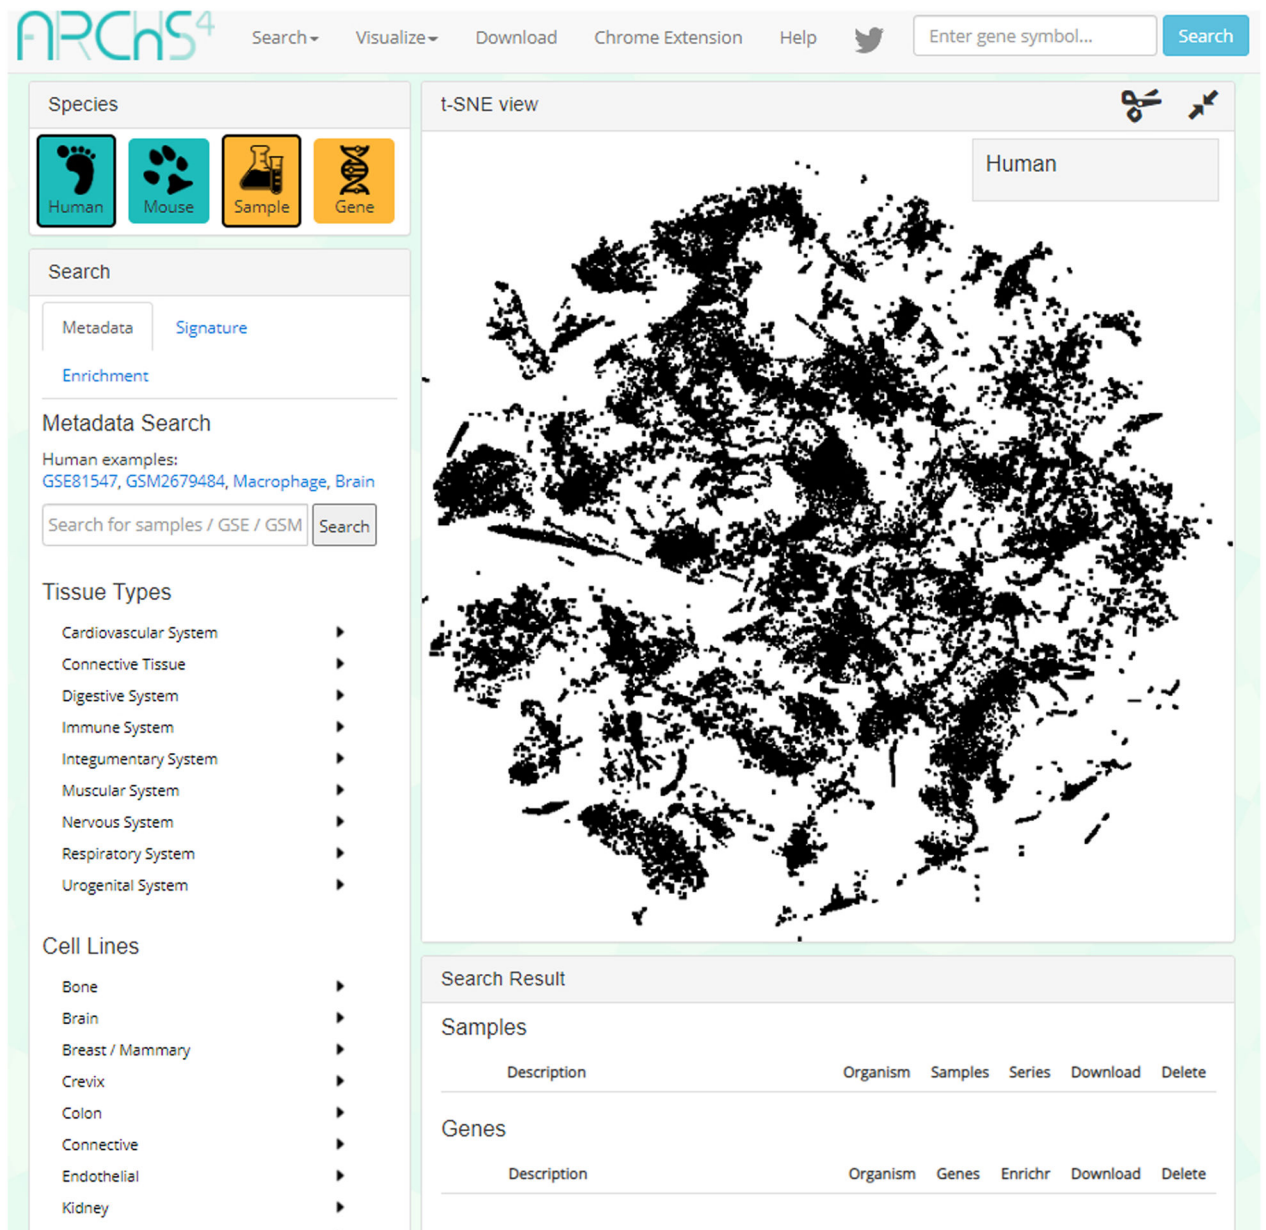 ARCHS4
Search Visualize Download Chrome Extension Help Enter gene symbol... Search
Species
Human Mouse Sample Gene
Search
Metadata Signature
Enrichment
Metadata Search
Human examples:
GSE81547, GSM2679484, Macrophage, Brain
Search for samples / GSE / GSM Search
Tissue Types
Cardiovascular System
Connective Tissue
Digestive System
Immune System
Integumentary System
Muscular System
Nervous System
Respiratory System
Urogenital System
Cell Lines
Bone
Brain
Breast / Mammary
Crevix
Colon
Connective
Endothelial
Kidney
t-SNE view
Human
Search Result
Samples
Description Organism Samples Series Download Delete
Genes
Description Organism Genes Enrichr Download Delete